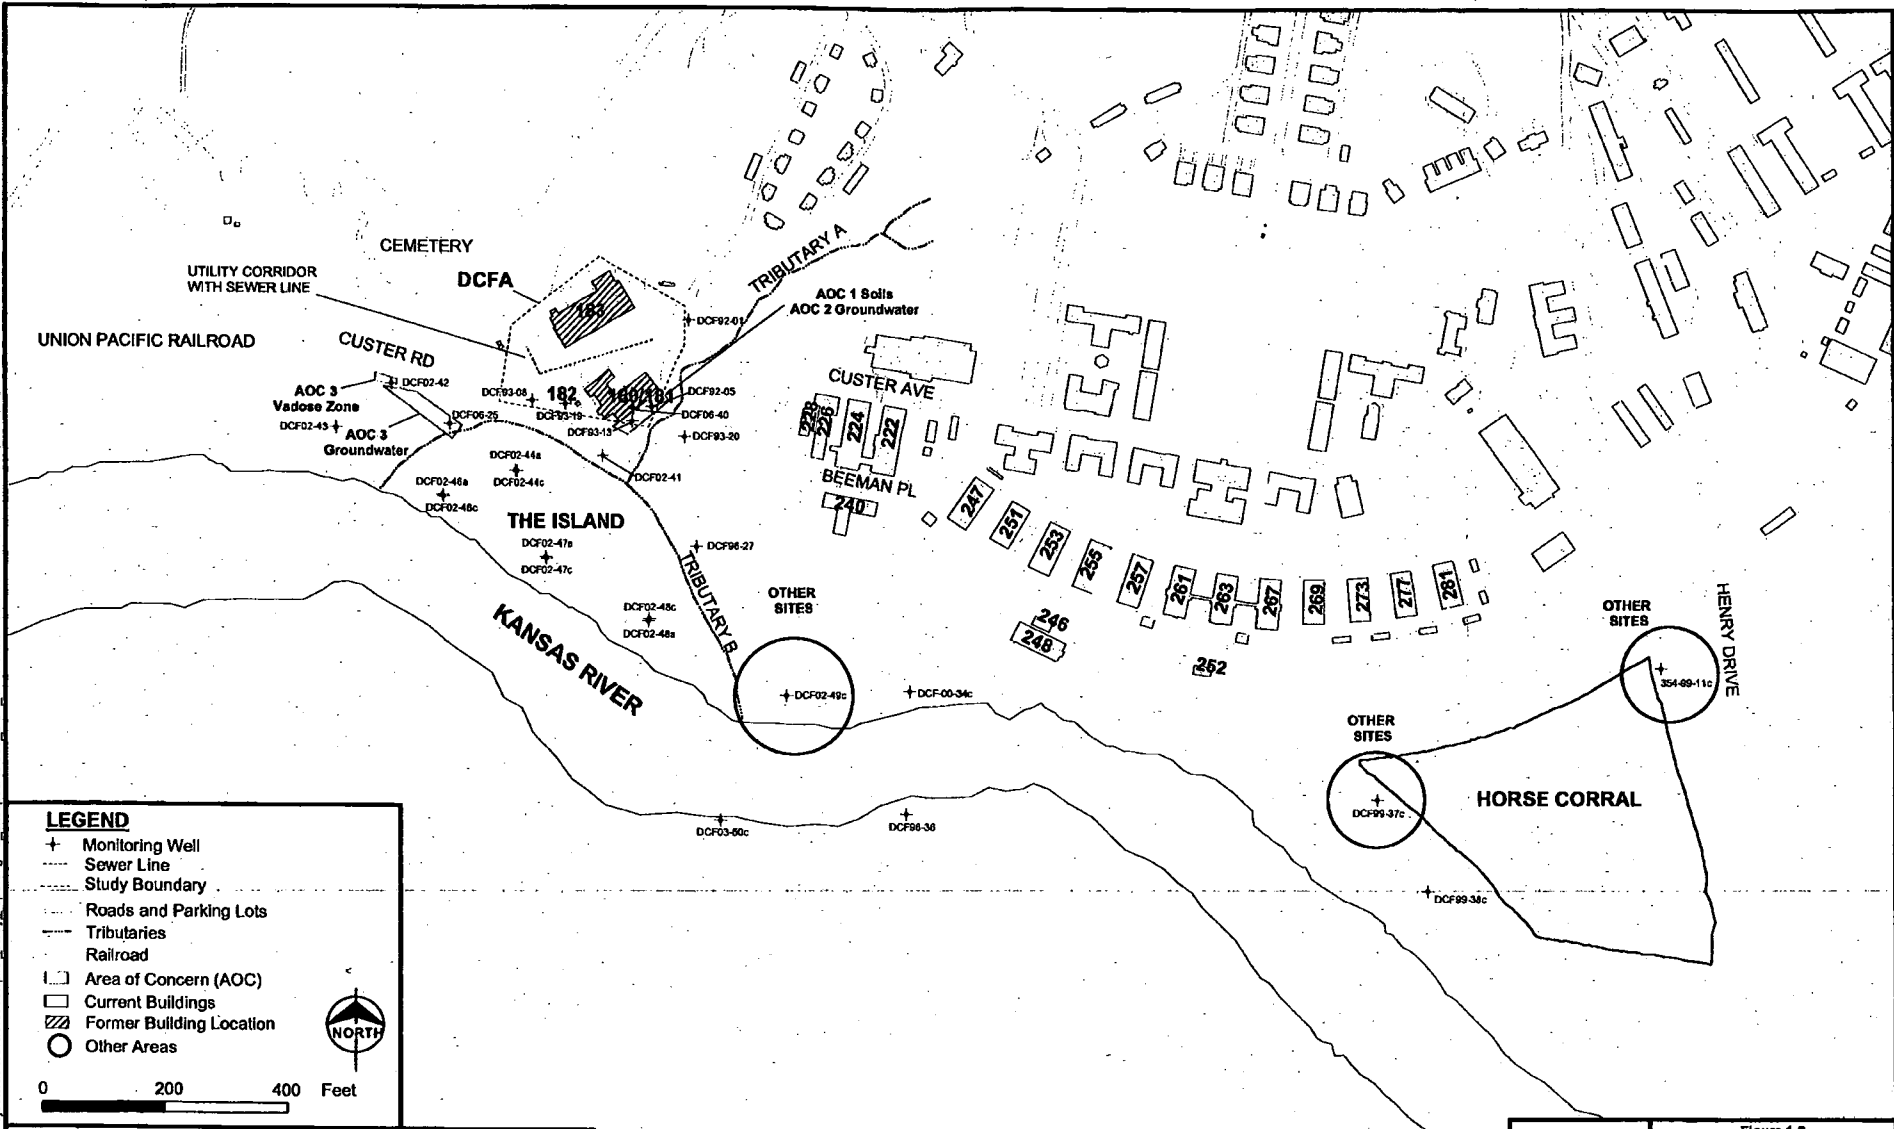 CEMETERY
UTILITY CORRIDOR
WITH SEWER LINE
DCFA
183
TRIBUTARY A
AOC 1 Soils
AOC 2 Groundwater
DCF92-01
UNION PACIFIC RAILROAD
CUSTER RD
AOC 3
Vadose Zone
DCF02-42
DCF93-08
182
180/181
DCF92-05
DCF93-19
DCF06-40
DCF06-25
DCF02-43
AOC 3
Groundwater
DCF93-13
DCF93-20
DCF02-44a
DCF02-44c
DCF02-41
DCF02-46a
DCF02-46c
THE ISLAND
DCF02-47a
DCF02-47c
DCF96-27
TRIBUTARY B
DCF02-48c
DCF02-48a
KANSAS RIVER
OTHER
SITES
DCF02-49c
DCF-00-34c
DCF03-50c
DCF96-36
CUSTER AVE
228
226
224
222
BEEMAN PL
240
247
251
253
255
257
261
263
267
269
273
277
281
246
248
252
OTHER
SITES
HENRY DRIVE
354-99-11c
OTHER
SITES
DCF99-37c
HORSE CORRAL
DCF99-38c
LEGEND
Monitoring Well
Sewer Line
Study Boundary
Roads and Parking Lots
Tributaries
Railroad
Area of Concern (AOC)
Current Buildings
Former Building Location
Other Areas
NORTH
0 200 400 Feet